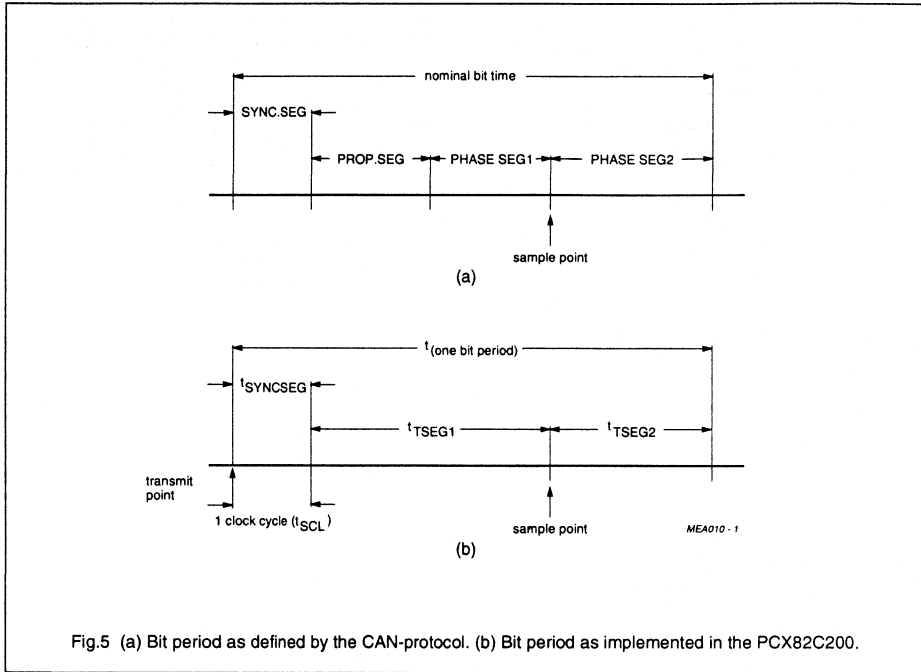 nominal bit time
SYNC.SEG
PROP.SEG PHASE SEG1 PHASE SEG2
sample point
(a)
t(one bit period)
tSYNCSEG
tTSEG1 tTSEG2
transmit
point
1 clock cycle (tSCL)
sample point
MEA010 - 1
(b)
Fig.5 (a) Bit period as defined by the CAN-protocol. (b) Bit period as implemented in the PCX82C200.